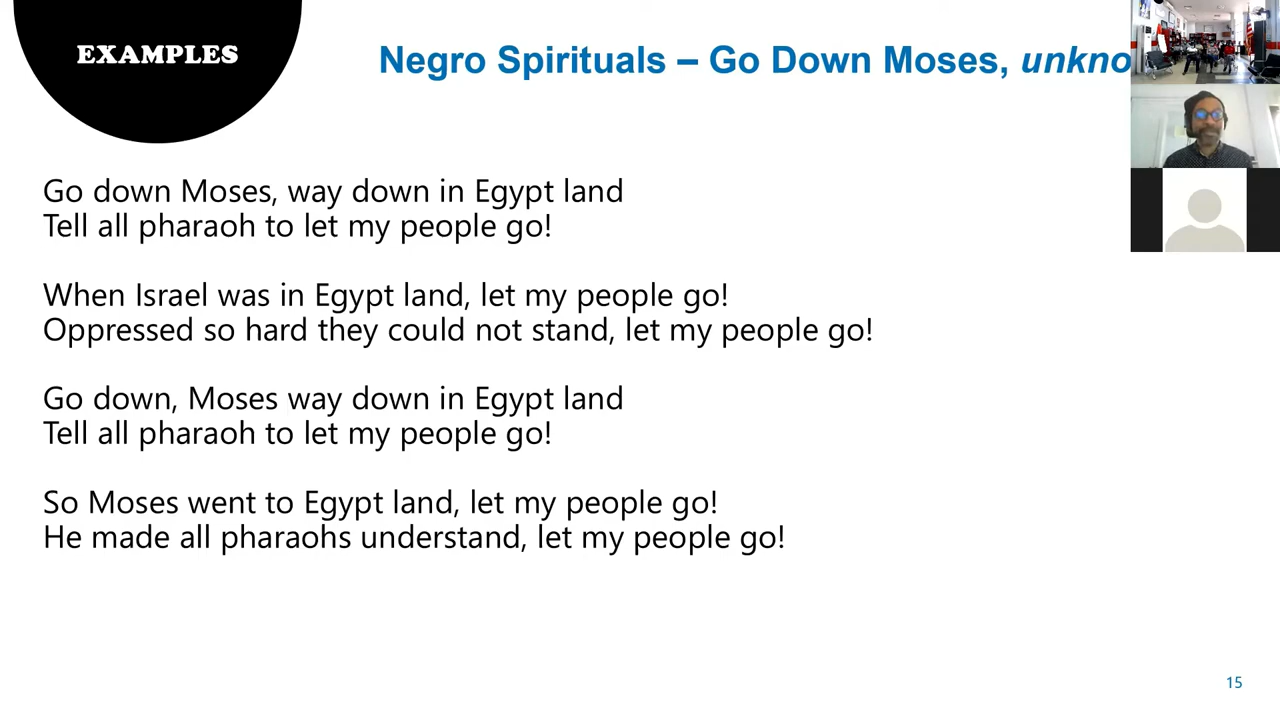 EXAMPLES
Negro Spirituals – Go Down Moses, unkno
Go down Moses, way down in Egypt land
Tell all pharaoh to let my people go!
When Israel was in Egypt land, let my people go!
Oppressed so hard they could not stand, let my people go!
Go down, Moses way down in Egypt land
Tell all pharaoh to let my people go!
So Moses went to Egypt land, let my people go!
He made all pharaohs understand, let my people go!
15